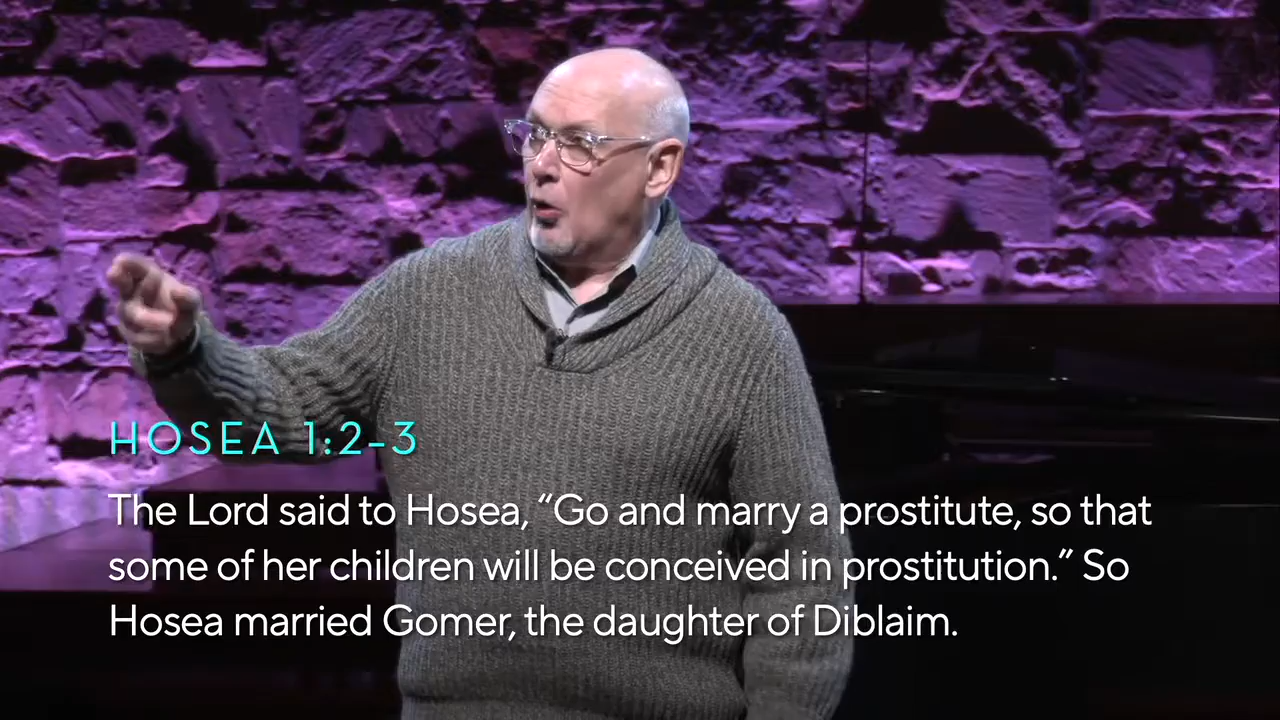 HOSEA 1:2-3
The Lord said to Hosea, “Go and marry a prostitute, so that
some of her children will be conceived in prostitution.” So
Hosea married Gomer, the daughter of Diblaim.